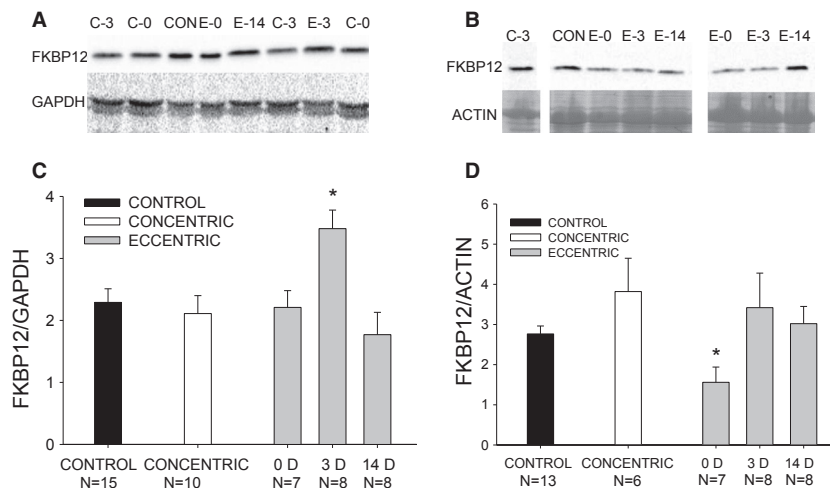 A
C-3 C-0 CON E-0 E-14 C-3 E-3 C-0
FKBP12
GAPDH
B
C-3 CON E-0 E-3 E-14 E-0 E-3 E-14
FKBP12
ACTIN
C
4
3
2
1
0
FKBP12/GAPDH
CONTROL
CONCENTRIC
ECCENTRIC
*
CONTROL CONCENTRIC 0 D 3 D 14 D
N=15 N=10 N=7 N=8 N=8
D
6
5
4
3
2
1
0
FKBP12/ACTIN
CONTROL
CONCENTRIC
ECCENTRIC
*
CONTROL CONCENTRIC 0 D 3 D 14 D
N=13 N=6 N=7 N=8 N=8